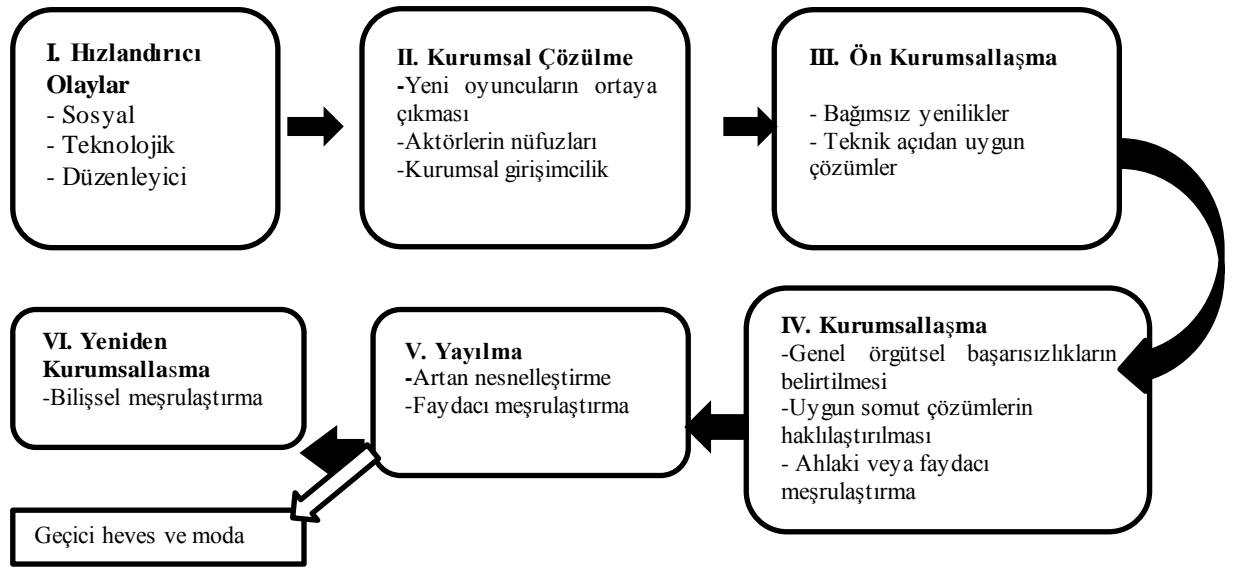 I. Hızlandırıcı
Olaylar
- Sosyal
- Teknolojik
- Düzenleyici
II. Kurumsal Çözülme
-Yeni oyuncuların ortaya
çıkması
-Aktörlerin nüfuzları
-Kurumsal girişimcilik
III. Ön Kurumsallaşma
- Bağımsız yenilikler
- Teknik açıdan uygun
çözümler
IV. Kurumsallaşma
-Genel örgütsel başarısızlıkların
belirtilmesi
-Uygun somut çözümlerin
haklılaştırılması
- Ahlaki veya faydacı
meşrulaştırma
V. Yayılma
-Artan nesnelleştirme
-Faydacı meşrulaştırma
VI. Yeniden
Kurumsallasma
-Bilişsel meşrulaştırma
Geçici heves ve moda